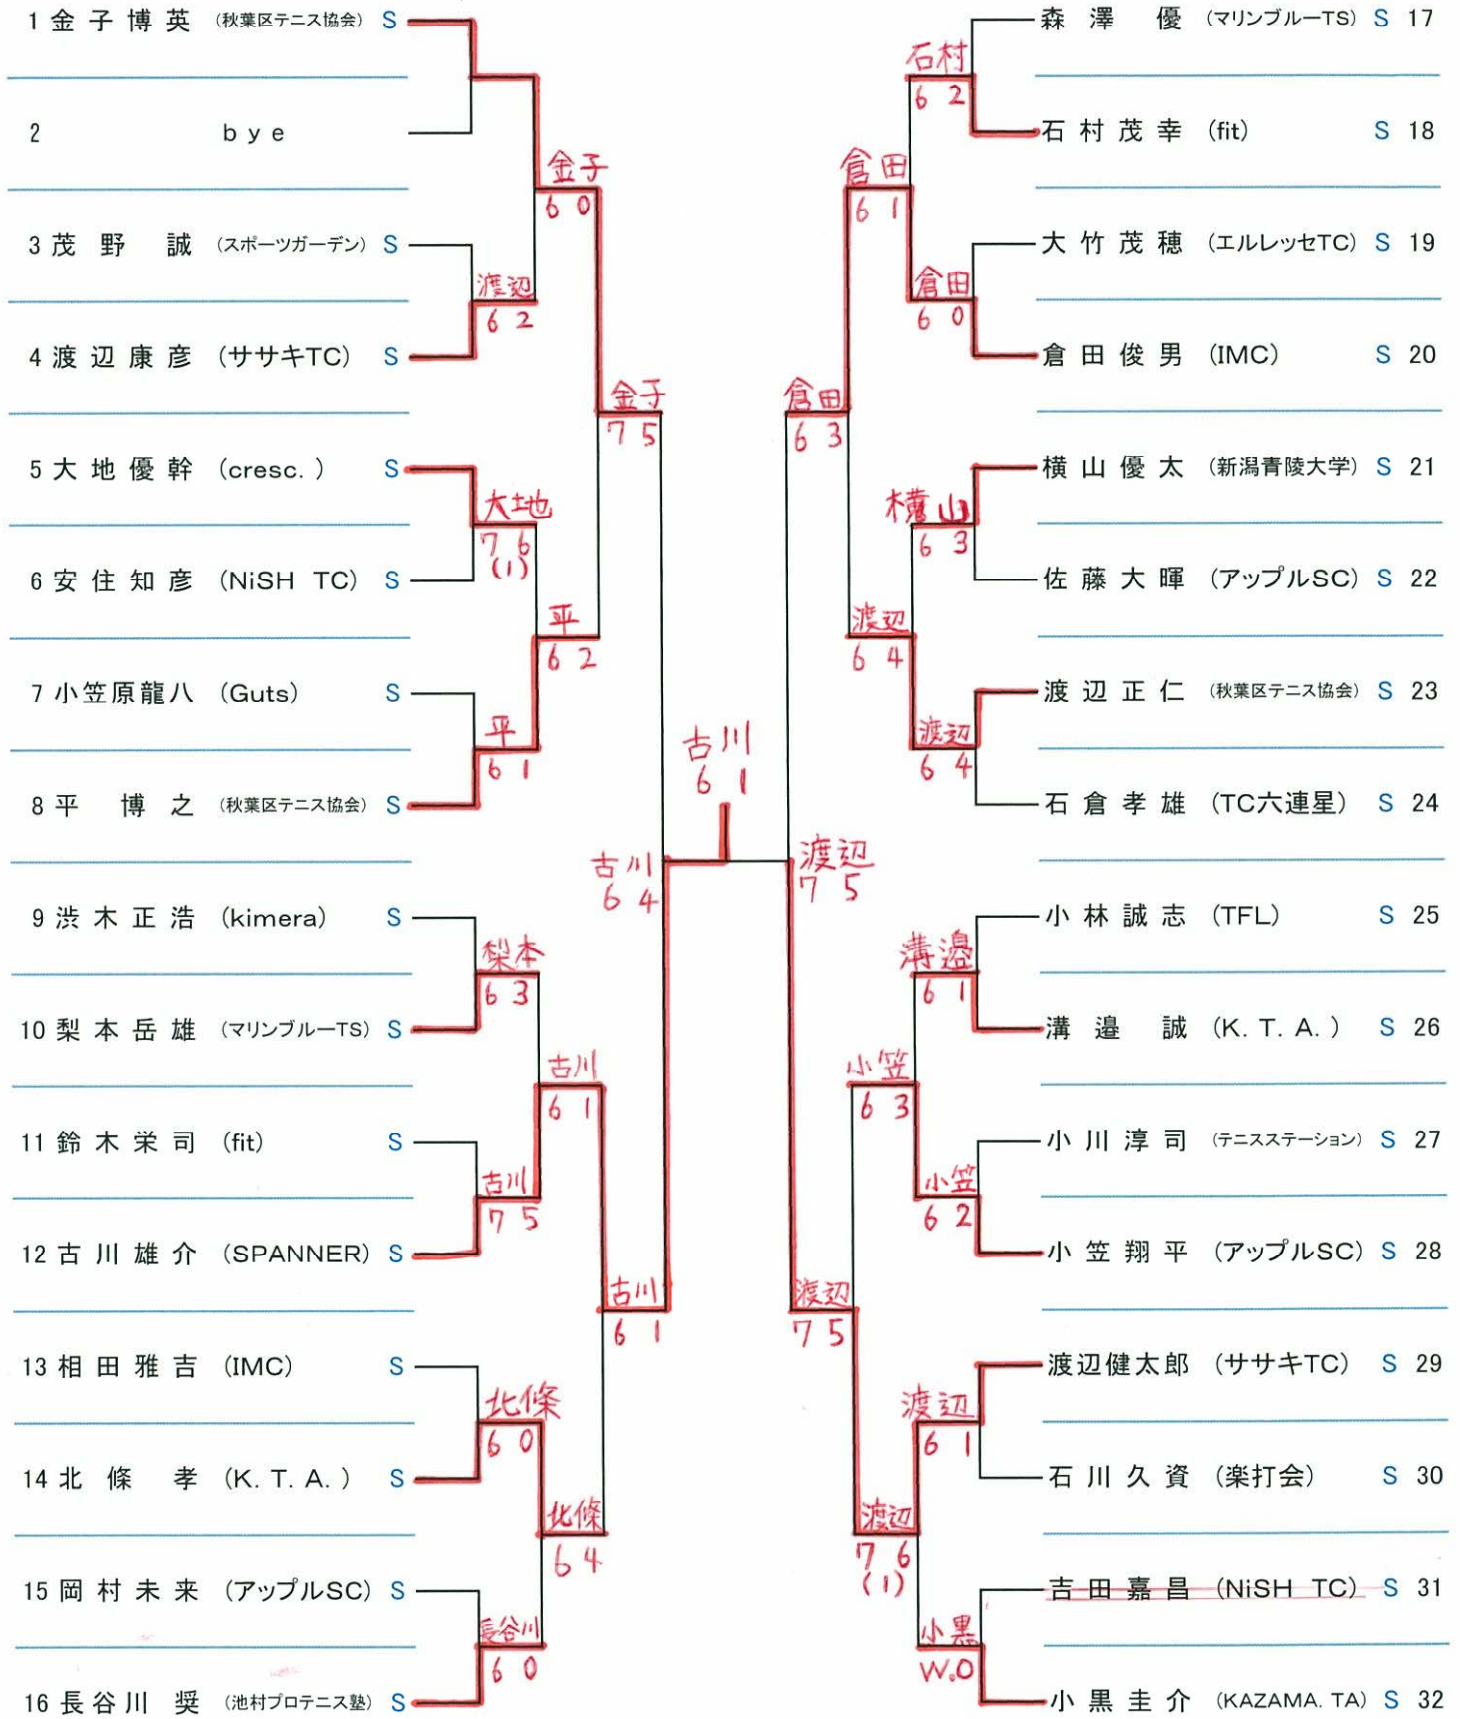 1 金子博英 (秋葉区テニス協会) S
2 bye
金子
6 0
3 茂野 誠 (スポーツガーデン) S
渡辺
6 2
4 渡辺康彦 (ササキTC) S
金子
7 5
5 大地優幹 (cresc.) S
大地
7 6
(1)
6 安住知彦 (NiSH TC) S
平
6 2
7 小笠原龍八 (Guts) S
平
6 1
8 平 博之 (秋葉区テニス協会) S
古川
6 4
9 渋木正浩 (kimera) S
梨本
6 3
10 梨本岳雄 (マリンブルーTS) S
古川
6 1
11 鈴木栄司 (fit) S
古川
7 5
12 古川雄介 (SPANNER) S
古川
6 1
13 相田雅吉 (IMC) S
北條
6 0
14 北條 孝 (K.T.A.) S
北條
6 4
15 岡村未来 (アップルSC) S
長谷川
6 0
16 長谷川 奨 (池村プロテニス塾) S
古川
6 1
森澤 優 (マリンブルーTS) S 17
石村
6 2
石村茂幸 (fit) S 18
倉田
6 1
大竹茂穂 (エルレッセTC) S 19
倉田
6 0
倉田俊男 (IMC) S 20
倉田
6 3
横山優太 (新潟青陵大学) S 21
横山
6 3
佐藤大暉 (アップルSC) S 22
渡辺
6 4
渡辺正仁 (秋葉区テニス協会) S 23
渡辺
6 4
石倉孝雄 (TC六連星) S 24
渡辺
7 5
小林誠志 (TFL) S 25
溝邉
6 1
溝邉 誠 (K.T.A.) S 26
小笠
6 3
小川淳司 (テニスステーション) S 27
小笠
6 2
小笠翔平 (アップルSC) S 28
渡辺
7 5
渡辺健太郎 (ササキTC) S 29
渡辺
6 1
石川久資 (楽打会) S 30
渡辺
7 6
(1)
吉田嘉昌 (NiSH TC) S 31
小黒
W.O
小黒圭介 (KAZAMA.TA) S 32